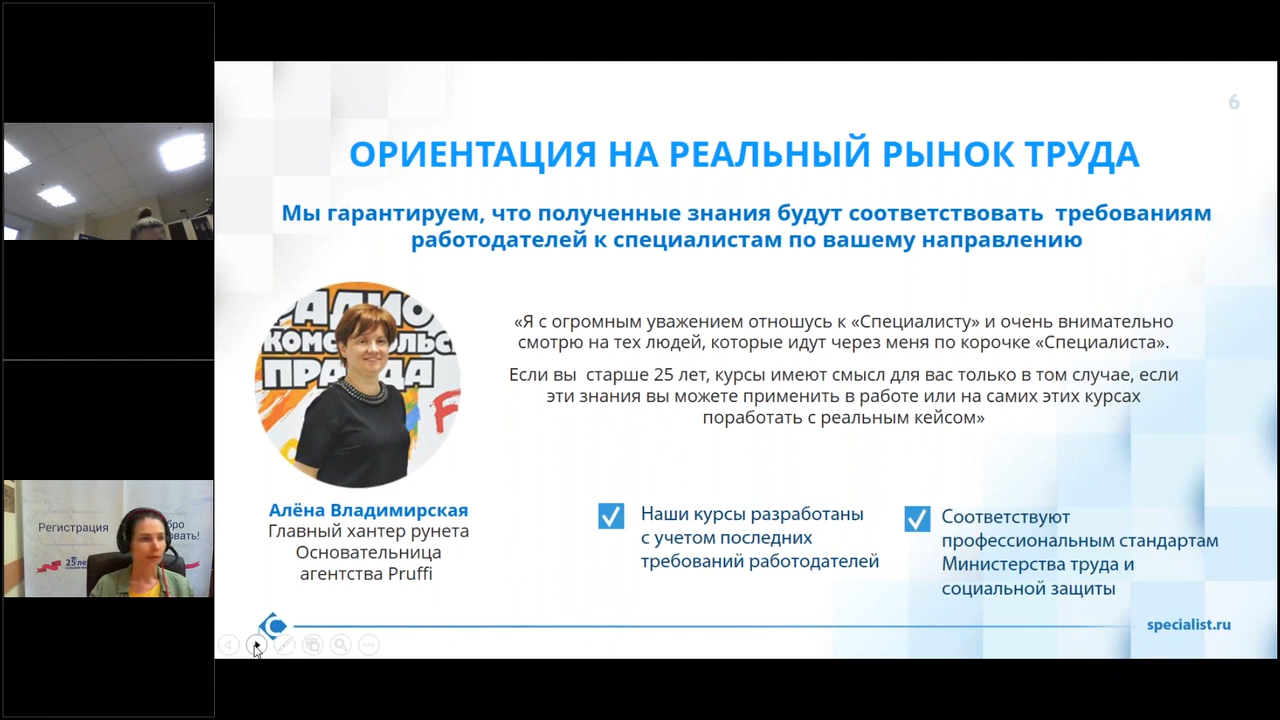 6
ОРИЕНТАЦИЯ НА РЕАЛЬНЫЙ РЫНОК ТРУДА
Мы гарантируем, что полученные знания будут соответствовать требованиям
работодателей к специалистам по вашему направлению
РАДИО
«Я с огромным уважением отношусь к «Специалисту» и очень внимательно
смотрю на тех людей, которые идут через меня по корочке «Специалиста».
Если вы старше 25 лет, курсы имеют смысл для вас только в том случае, если
эти знания вы можете применить в работе или на самих этих курсах
поработать с реальным кейсом»
Алёна Владимирская
Главный хантер рунета
Основательница
агентства Pruffi
Наши курсы разработаны
с учетом последних
требований работодателей
Соответствуют
профессиональным стандартам
Министерства труда и
социальной защиты
specialist.ru
Регистрация
25 ле